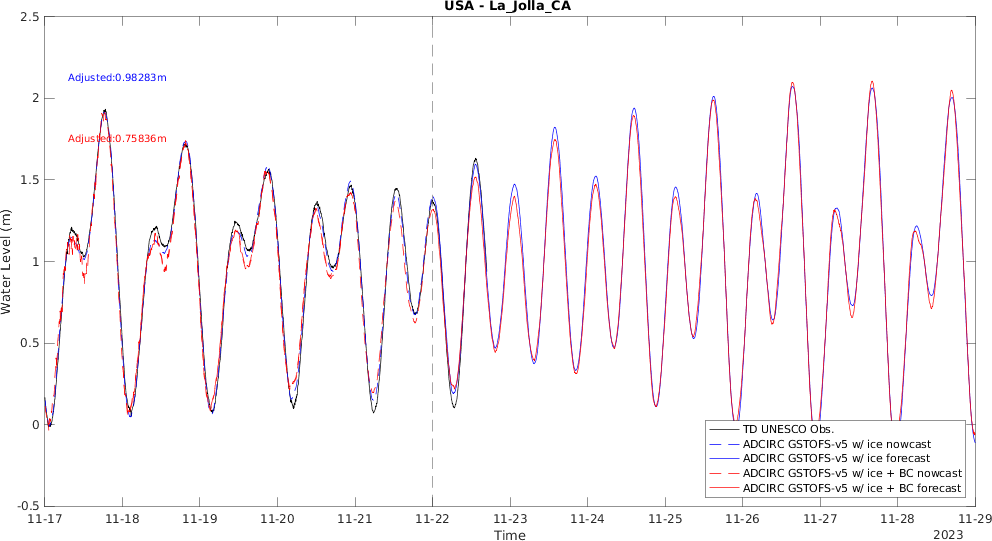 USA - La_Jolla_CA
2.5
Adjusted:0.98283m
2
Adjusted:0.75836m
1.5
1
Water Level (m)
0.5
0
TD UNESCO Obs.
ADCIRC GSTOFS-v5 w/ ice nowcast
ADCIRC GSTOFS-v5 w/ ice forecast
ADCIRC GSTOFS-v5 w/ ice + BC nowcast
ADCIRC GSTOFS-v5 w/ ice + BC forecast
-0.5
11-17 11-18 11-19 11-20 11-21 11-22 11-23 11-24 11-25 11-26 11-27 11-28 11-29
Time
2023